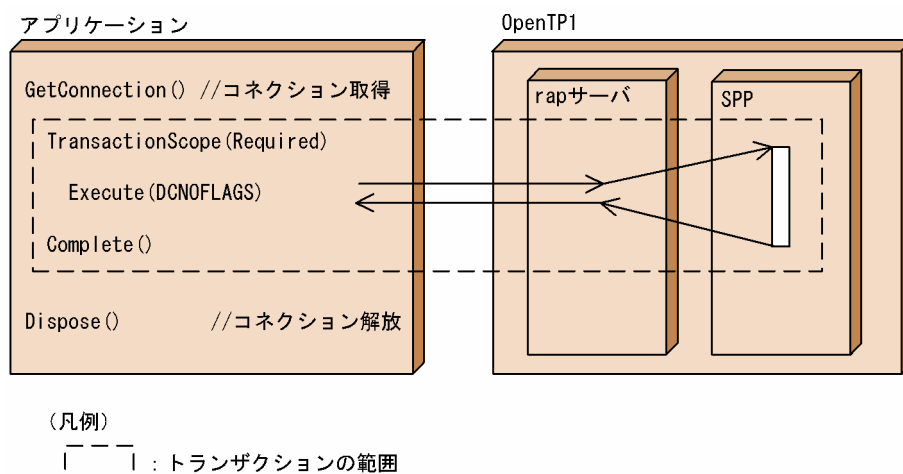 アプリケーション
GetConnection() //コネクション取得
TransactionScope(Required)
Execute(DCNOFLAGS)
Complete()
Dispose() //コネクション解放
OpenTP1
rapサーバ
SPP
(凡例)
:トランザクションの範囲